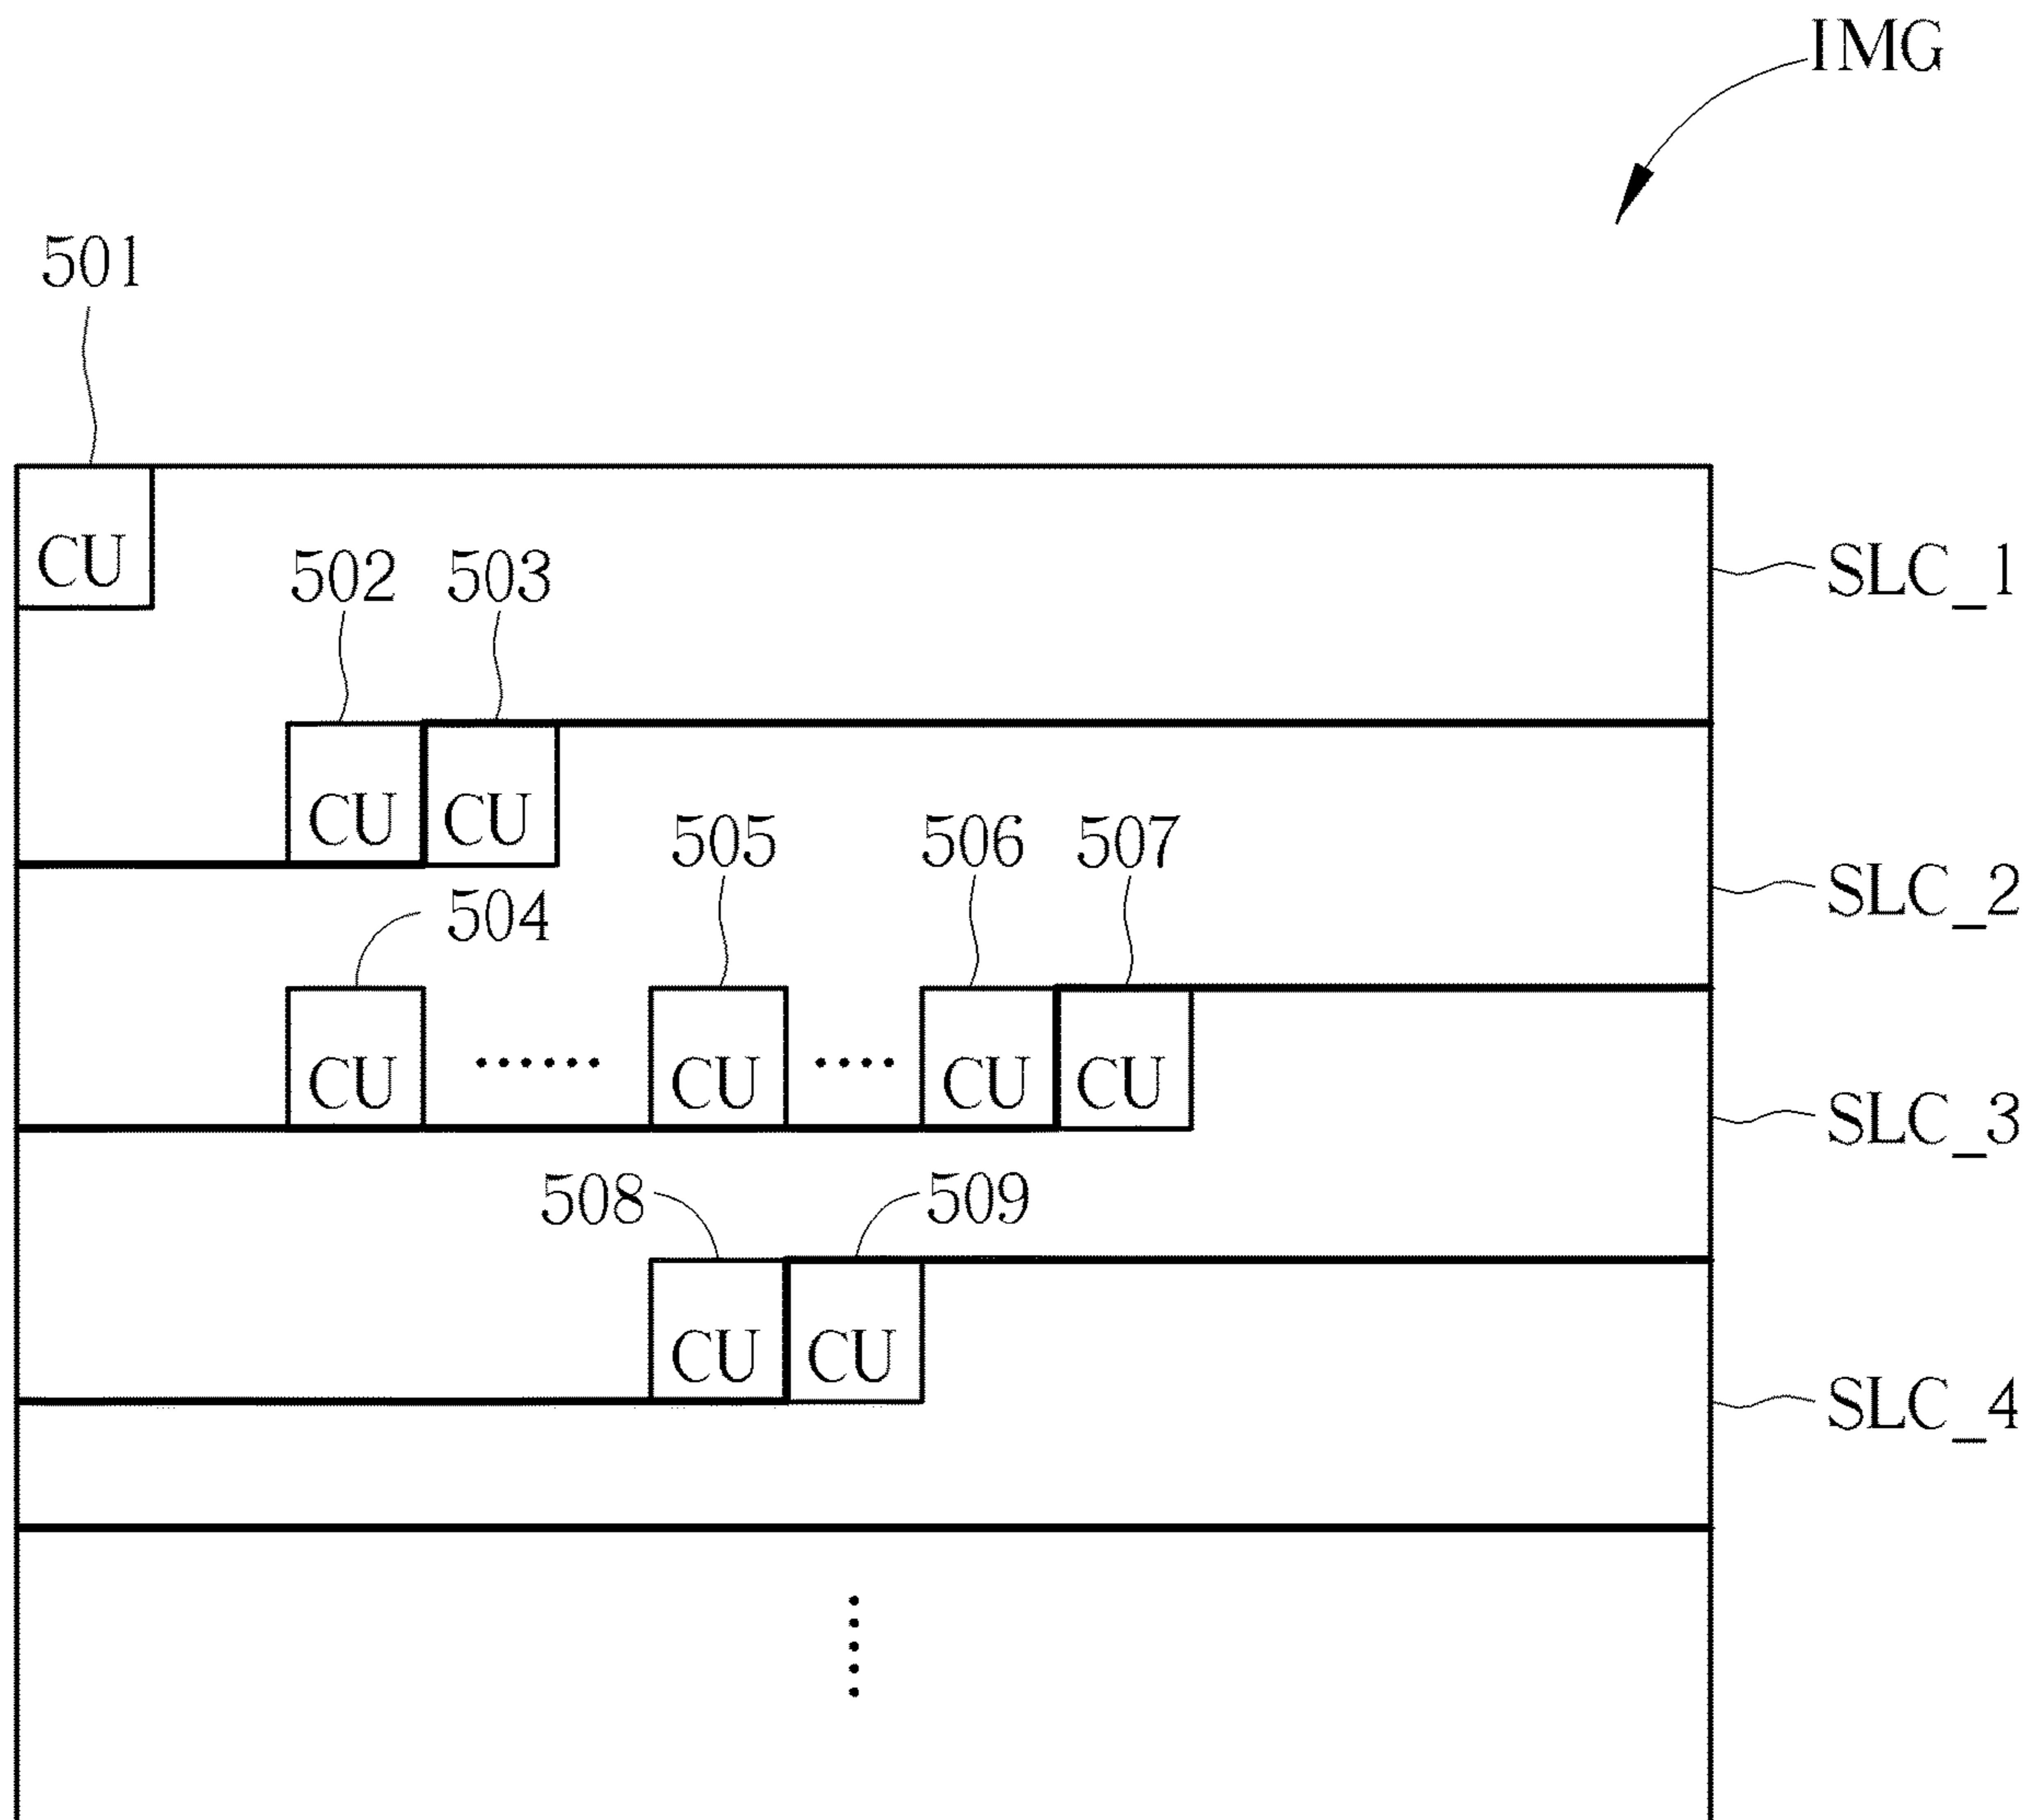 IMG
501
CU
SLC_1
502 503
CU CU
SLC_2
504 505 506 507
CU ...... CU .... CU CU
SLC_3
508 509
CU CU
SLC_4